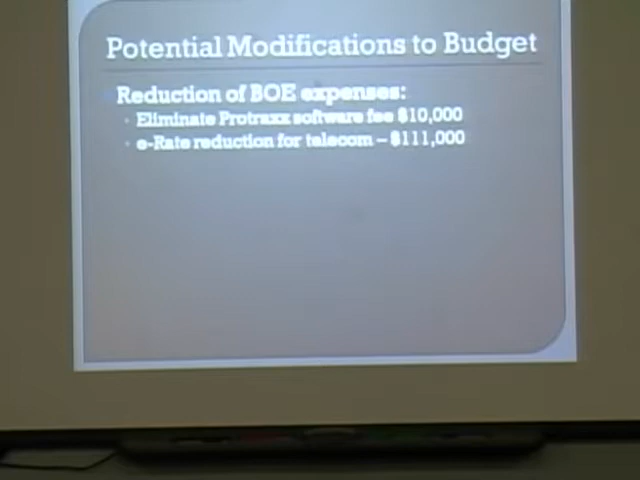 Potential Modifications to Budget
Reduction of BOE expenses:
Eliminate Protraxx software fee $10,000
e-Rate reduction for telecom – $111,000